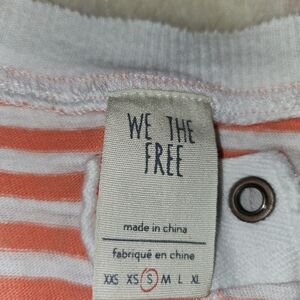 WE THE
FREE
made in china
fabriqué en chine
XXS XS S M L XL